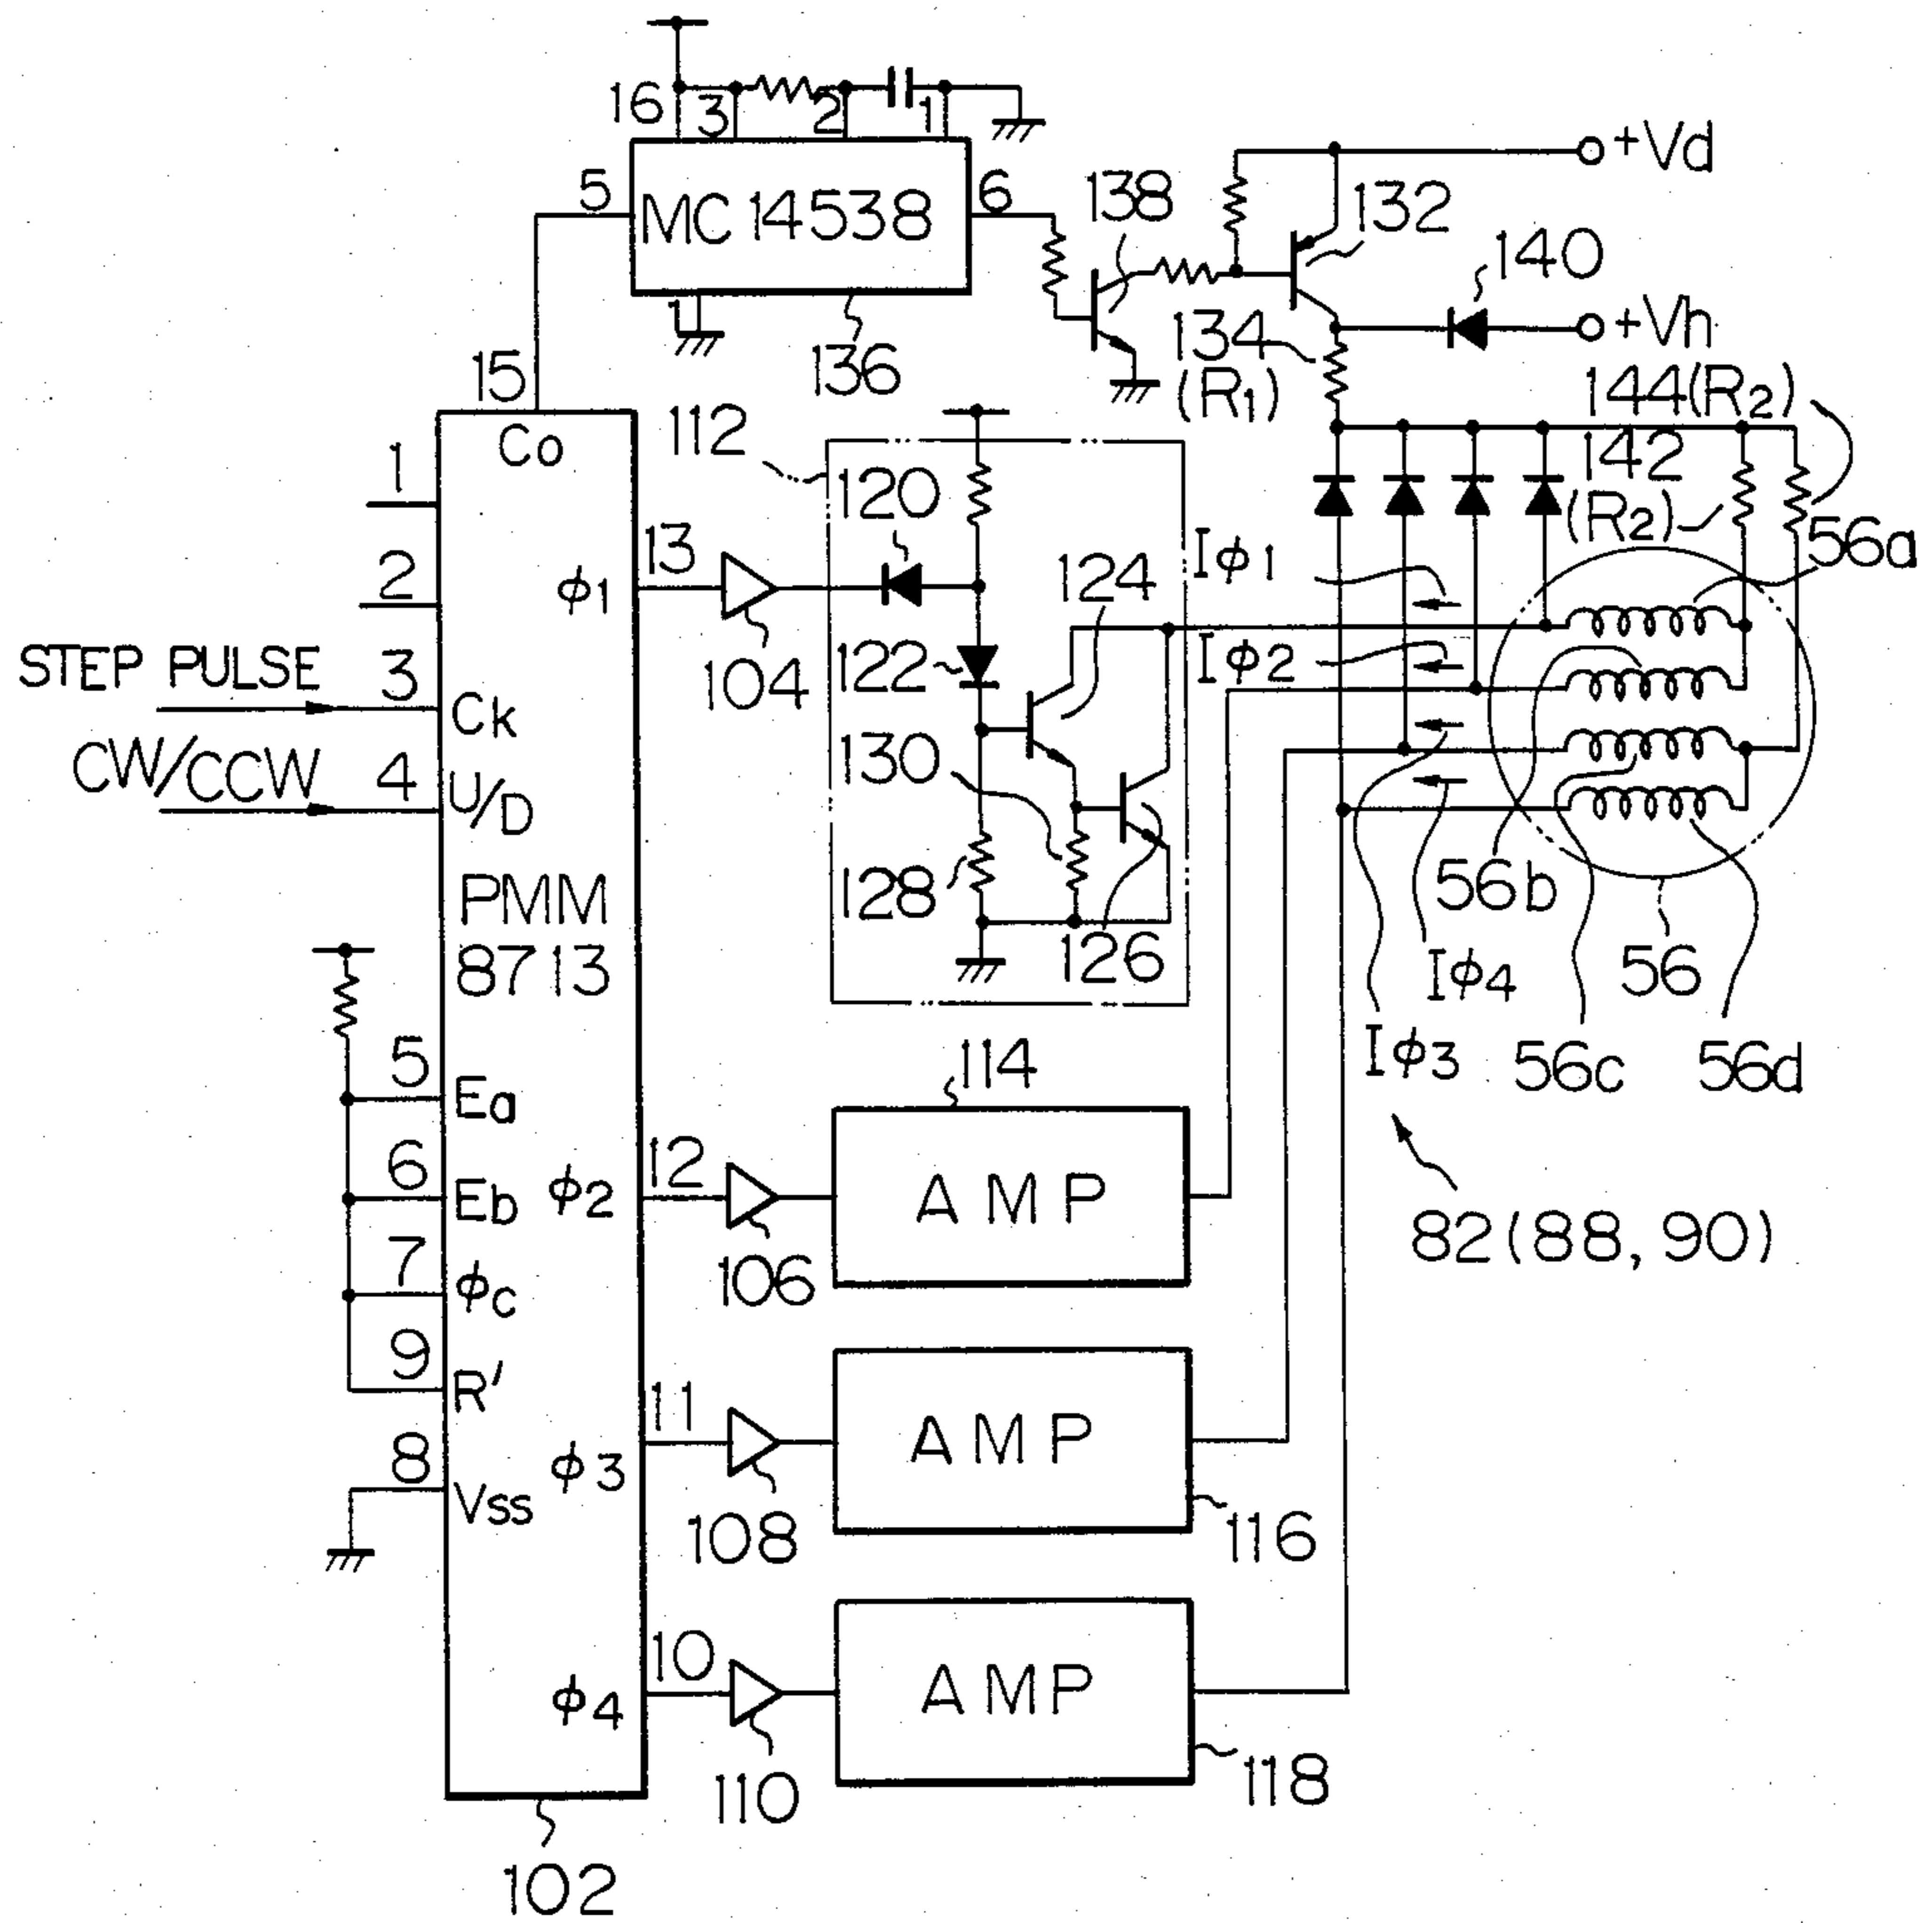 16 3 2 1
5 MC 14538 6
1
136
138
132
+Vd
140
+Vh
134
(R1)
144(R2)
142
(R2)
15
Co
112
120
1
2
13
φ1
104
122
124
130
128
126
Iφ1
Iφ2
56a
STEP PULSE
3
Ck
CW/CCW
4
U/D
PMM
8713
56b
Iφ4
56
Iφ3
56c
56d
5
Ea
6
Eb
7
φc
9
R'
8
Vss
φ2
12
106
114
AMP
82(88,90)
φ3
11
108
AMP
116
φ4
10
110
AMP
118
102